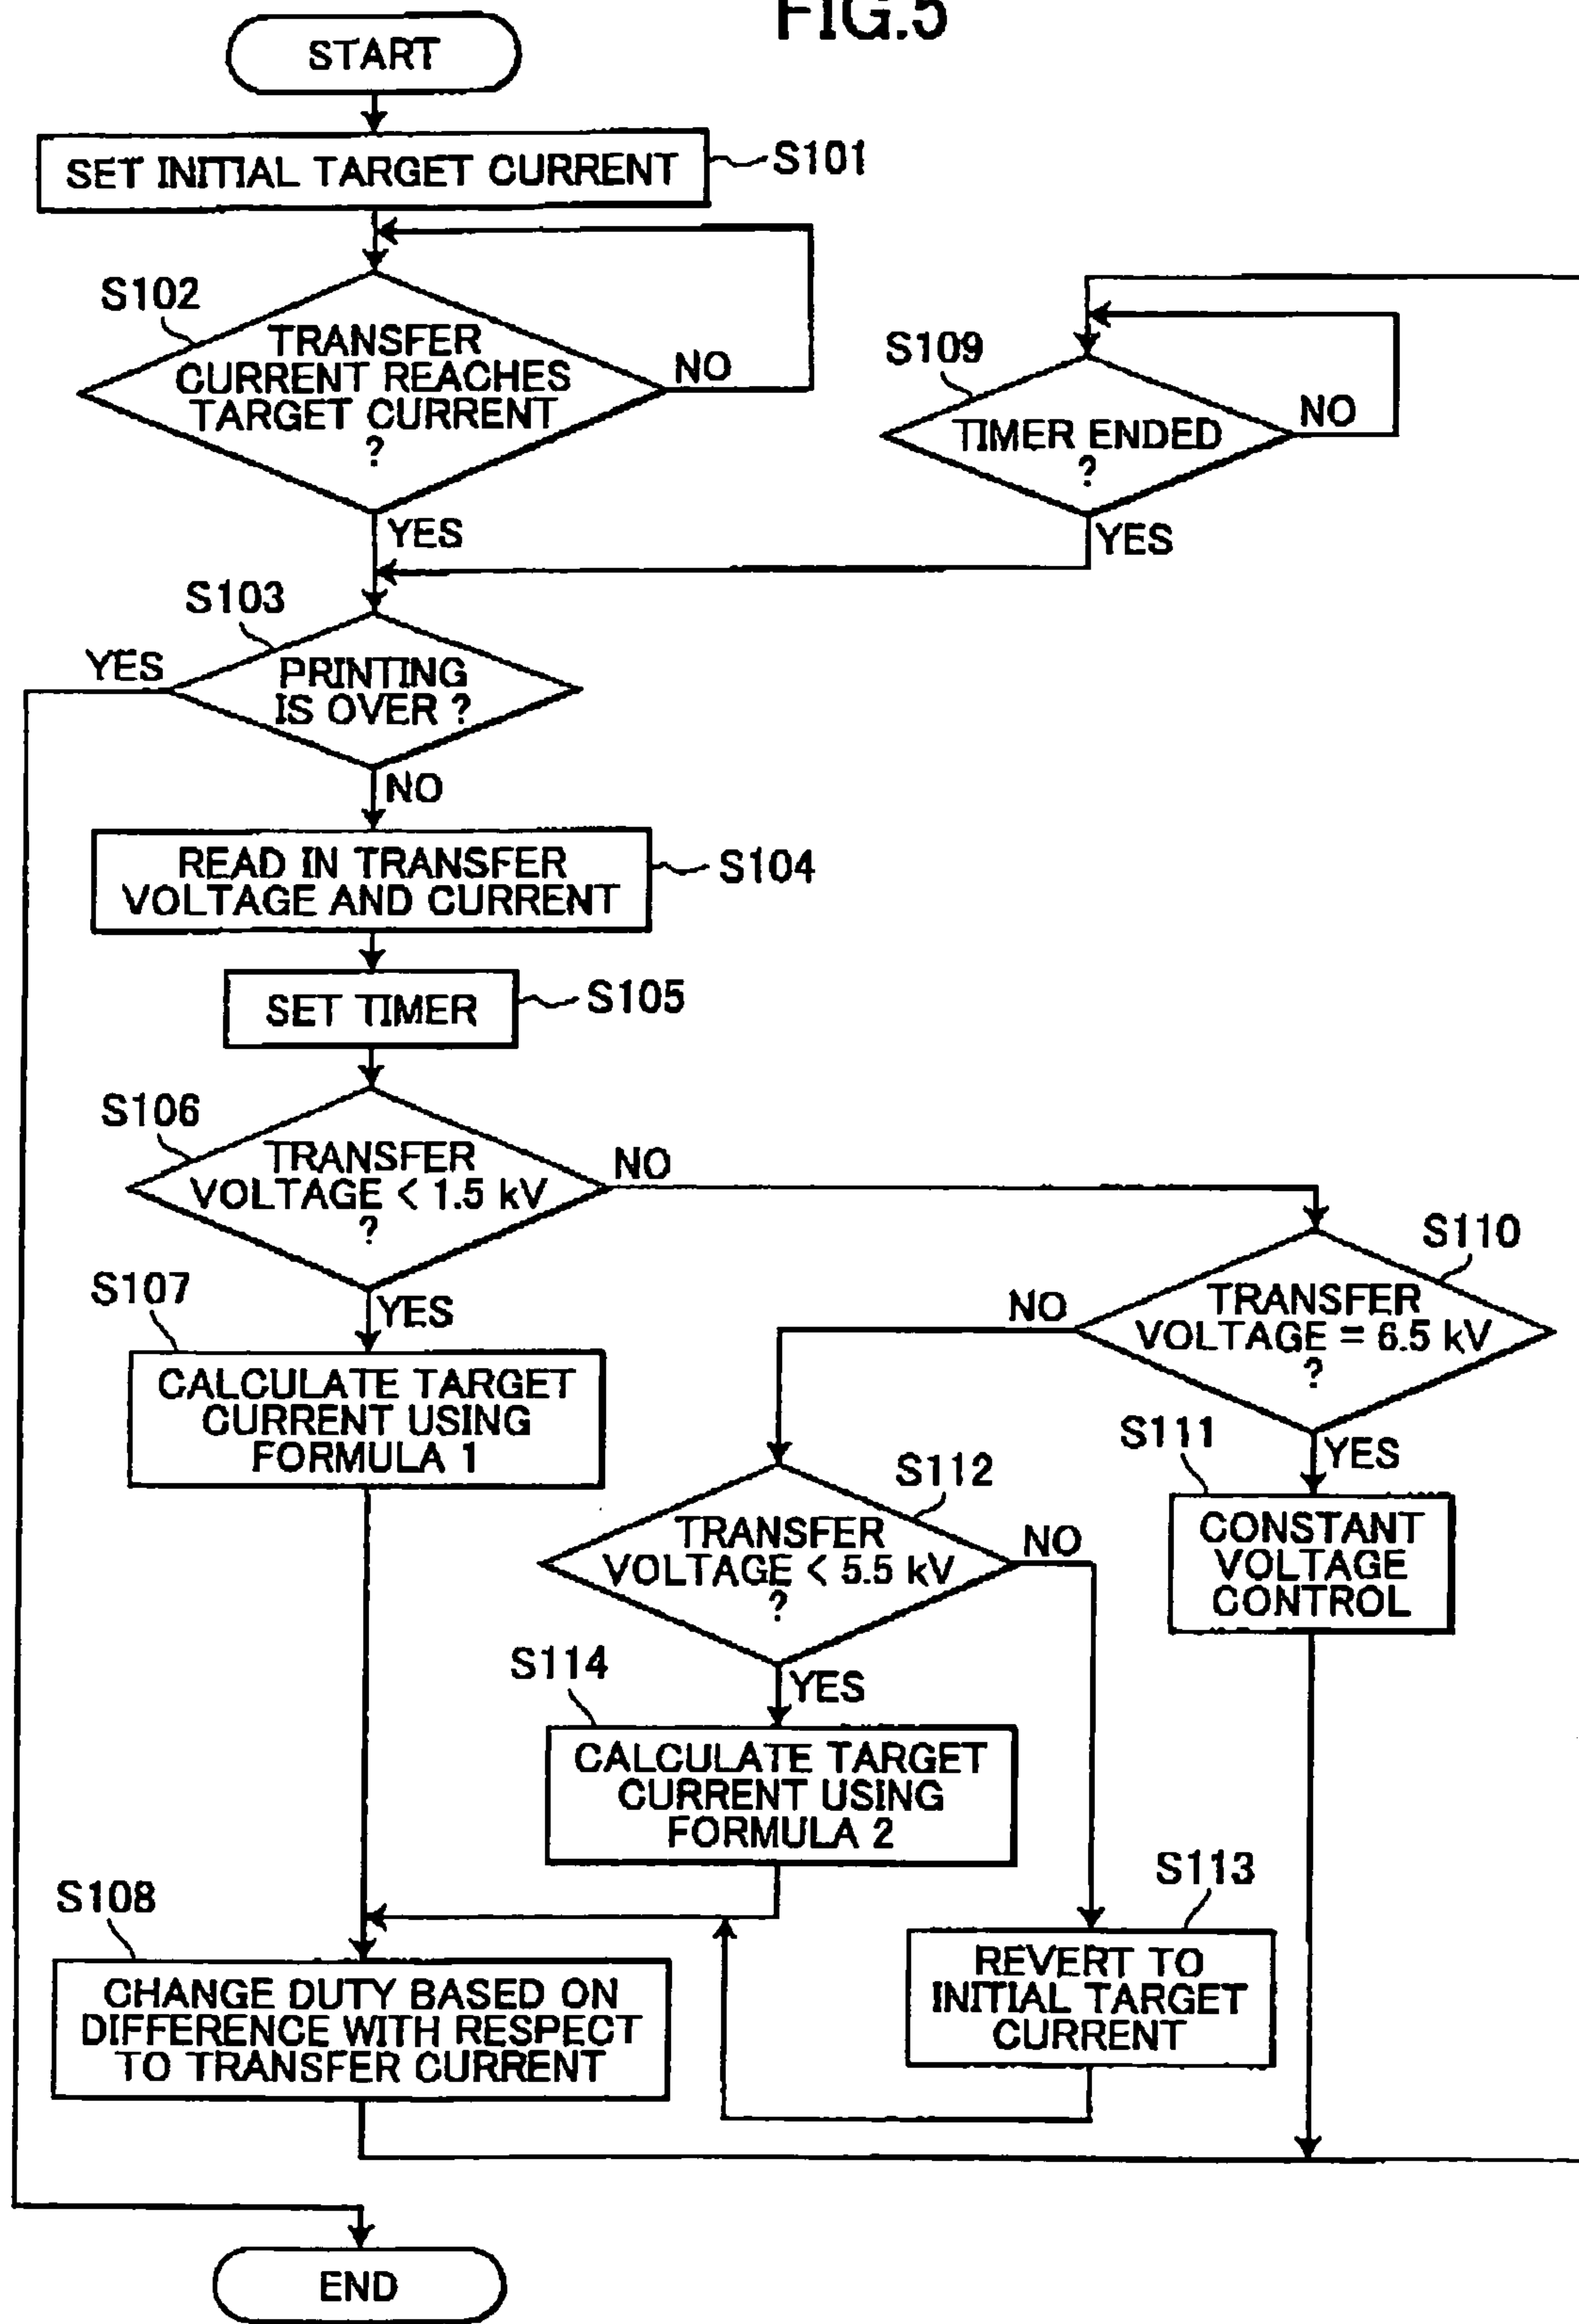 FIG.5
START
SET INITIAL TARGET CURRENT
S101
S102
TRANSFER
CURRENT REACHES
TARGET CURRENT
?
NO
YES
S109
TIMER ENDED
?
NO
YES
S103
PRINTING
IS OVER ?
YES
NO
READ IN TRANSFER
VOLTAGE AND CURRENT
S104
SET TIMER
S105
S106
TRANSFER
VOLTAGE < 1.5 kV
?
NO
YES
S110
TRANSFER
VOLTAGE = 6.5 kV
?
NO
YES
S107
CALCULATE TARGET
CURRENT USING
FORMULA 1
S111
CONSTANT
VOLTAGE
CONTROL
S112
TRANSFER
VOLTAGE < 5.5 kV
?
NO
YES
S114
CALCULATE TARGET
CURRENT USING
FORMULA 2
S113
REVERT TO
INITIAL TARGET
CURRENT
S108
CHANGE DUTY BASED ON
DIFFERENCE WITH RESPECT
TO TRANSFER CURRENT
END